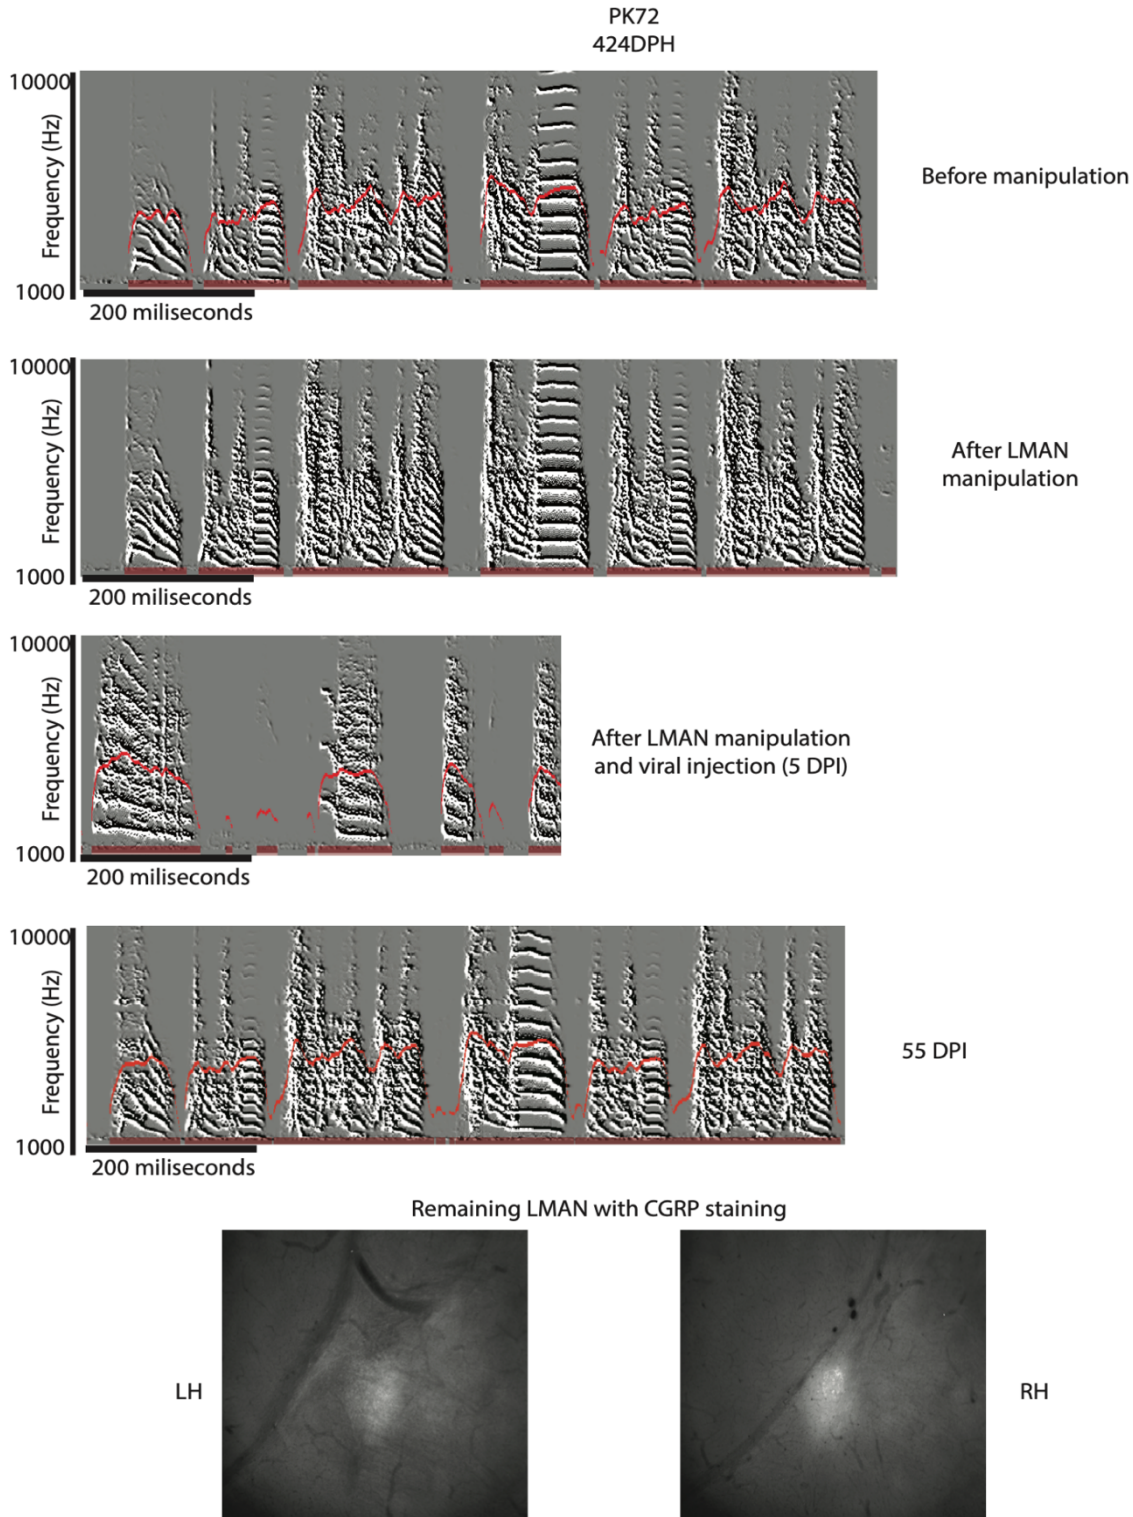 PK72
424DPH
10000
Frequency (Hz)
1000
200 miliseconds
Before manipulation
10000
Frequency (Hz)
1000
200 miliseconds
After LMAN
manipulation
10000
Frequency (Hz)
1000
200 miliseconds
After LMAN manipulation
and viral injection (5 DPI)
10000
Frequency (Hz)
1000
200 miliseconds
55 DPI
Remaining LMAN with CGRP staining
LH
RH